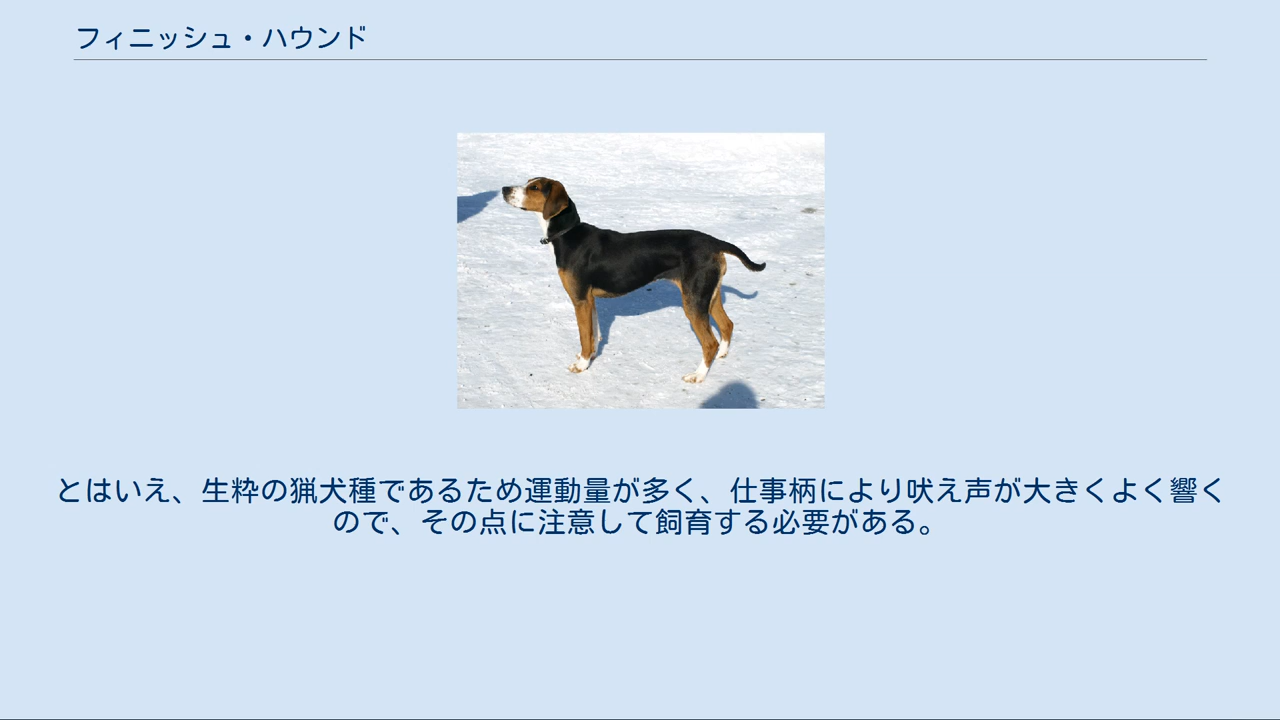 フィニッシュ・ハウンド
とはいえ、生粋の猟犬種であるため運動量が多く、仕事柄により吠え声が大きくよく響く
ので、その点に注意して飼育する必要がある。